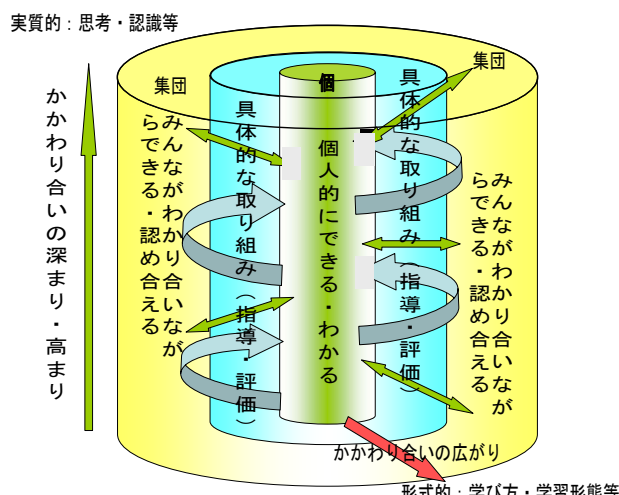 実質的：思考・認識等
集団
集団
個
かかわり合いの深まり・高まり
みんながわかり合いなが
らできる・認め合える
具体的な取り組み（指導・評価）
個人的にできる・わかる
具体的な取り組み（指導・評価）
みんながわかり合いなが
らできる・認め合える
かかわり合いの広がり
形式的：学び方・学習形態等